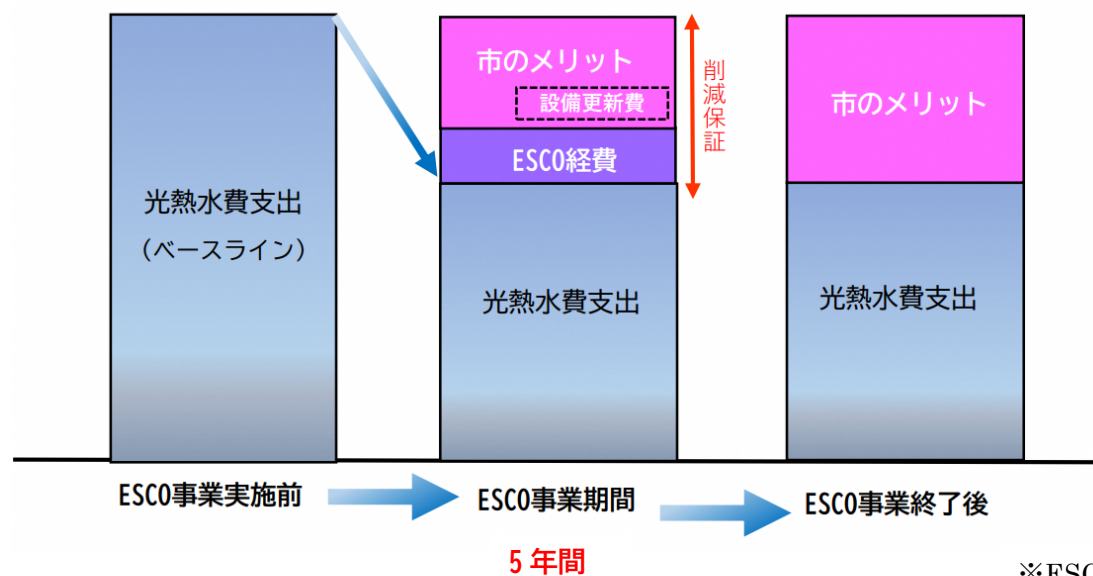 光熱水費支出
（ベースライン）
市のメリット
設備更新費
ESCO経費
光熱水費支出
削減保証
市のメリット
光熱水費支出
ESCO事業実施前
ESCO事業期間
ESCO事業終了後
5年間
※ESC